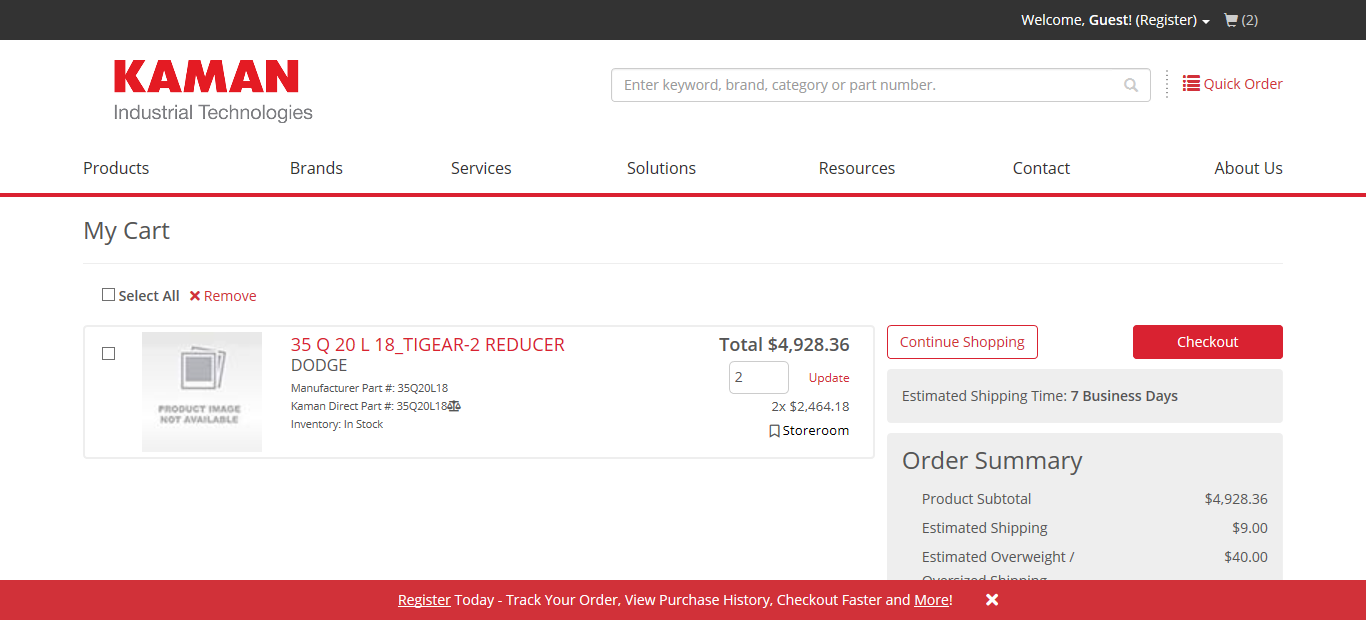 Welcome, Guest! (Register) (2)
KAMAN
Industrial Technologies
Enter keyword, brand, category or part number.
Quick Order
Products Brands Services Solutions Resources Contact About Us
My Cart
Select All Remove
35 Q 20 L 18_TIGEAR-2 REDUCER
DODGE
Manufacturer Part #: 35Q20L18
Kaman Direct Part #: 35Q20L18
Inventory: In Stock
PRODUCT IMAGE
NOT AVAILABLE
Total $4,928.36
2 Update
2x $2,464.18
Storeroom
Continue Shopping Checkout
Estimated Shipping Time: 7 Business Days
Order Summary
Product Subtotal $4,928.36
Estimated Shipping $9.00
Estimated Overweight / $40.00
Oversized Shipping
Register Today - Track Your Order, View Purchase History, Checkout Faster and More!